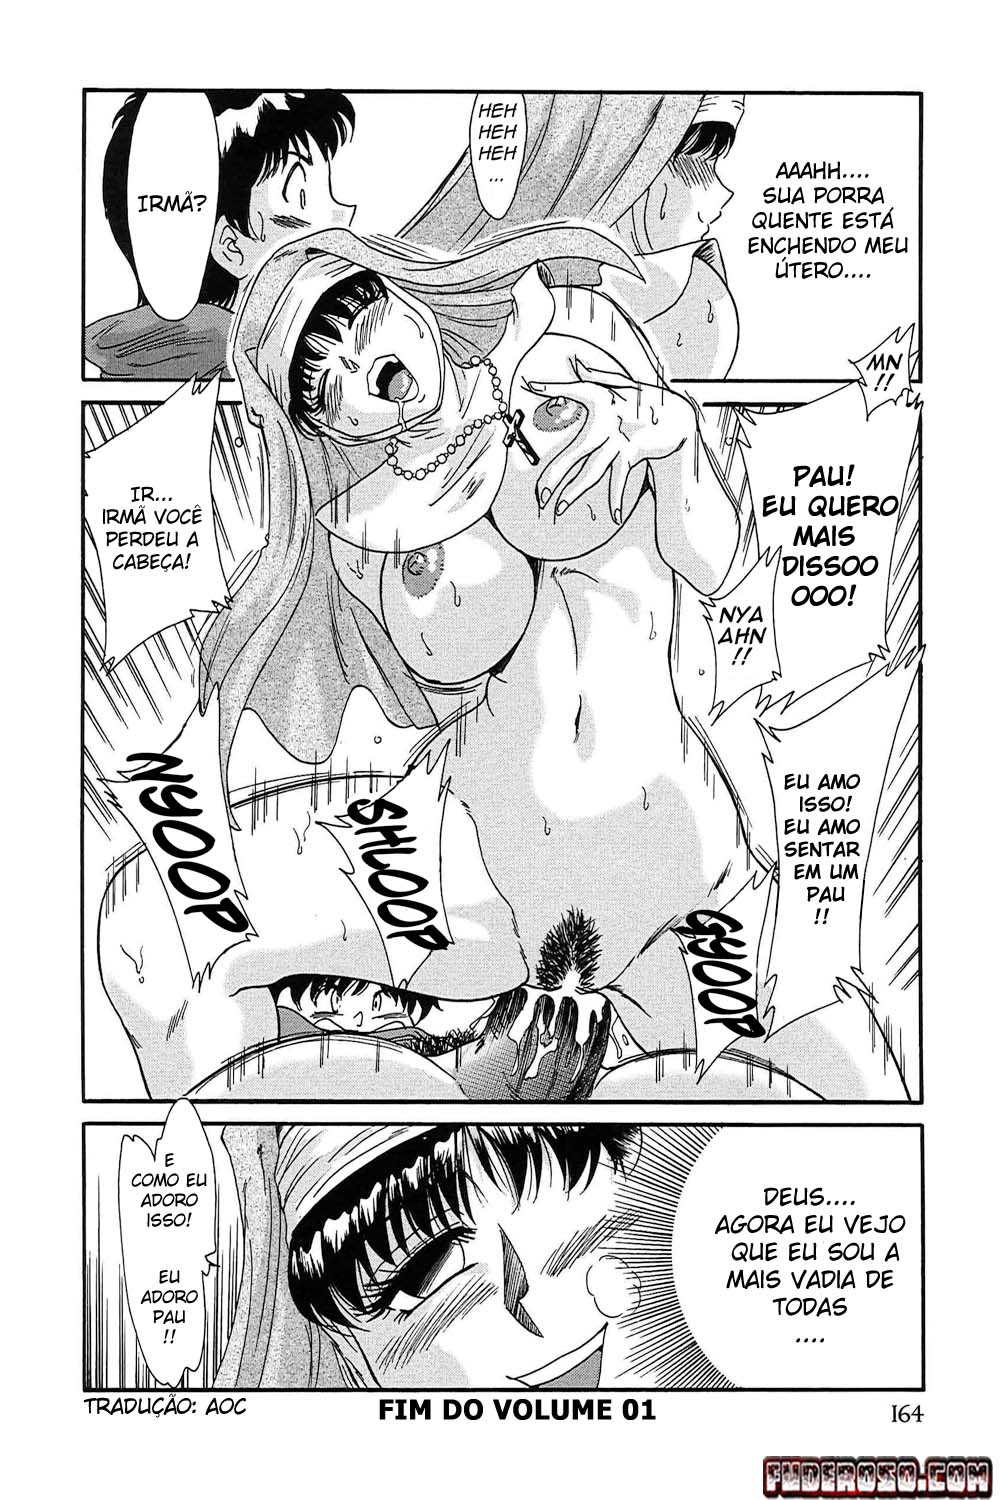 HEH
HEH
HEH
...
IRMÃ?
AAAHH....
SUA PORRA
QUENTE ESTÁ
ENCHENDO MEU
ÚTERO....
MN
!!
PAU!
EU QUERO
MAIS
DISSOO
OOO!
IR...
IRMÃ VOCÊ
PERDEU A
CABEÇA!
NYA
AHN
!!
EU AMO
ISSO!
EU AMO
SENTAR
EM UM
PAU
!!
NYOOP
SHLOOP
GYOOP
E
COMO EU
ADORO
ISSO!
EU
ADORO
PAU
!!
DEUS....
AGORA EU VEJO
QUE EU SOU A
MAIS VADIA DE
TODAS
....
TRADUÇÃO: AOC
FIM DO VOLUME 01
164
FUDEROSO.COM